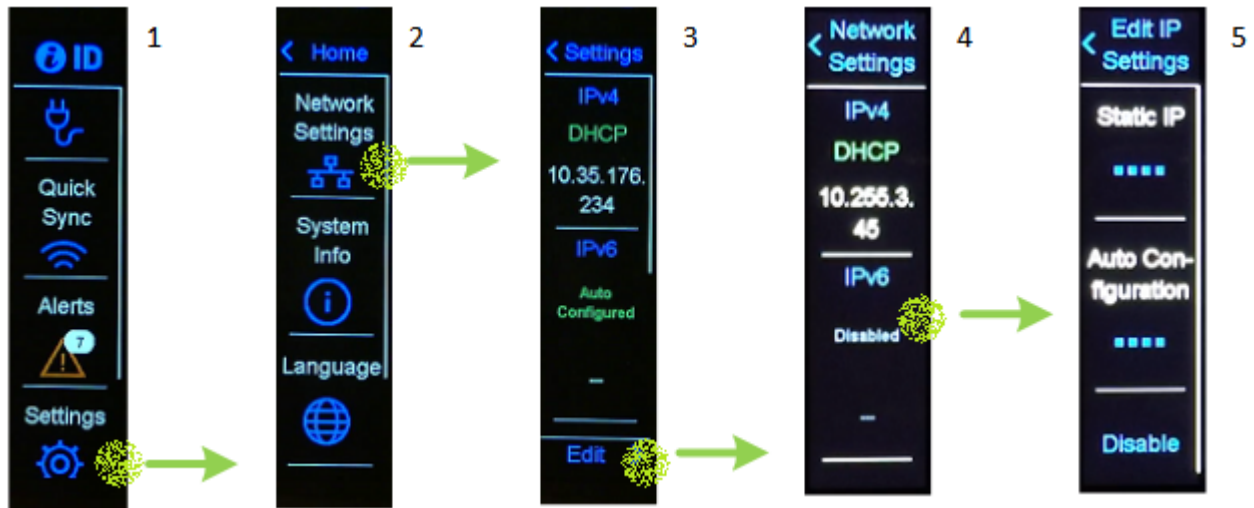 1
ID
Quick
Sync
Alerts
7
Settings
2
< Home
Network
Settings
System
Info
i
Language
3
< Settings
IPv4
DHCP
10.35.176.
234
IPv6
Auto
Configured
--
Edit
4
< Network
Settings
IPv4
DHCP
10.255.3.
45
IPv6
Disabled
--
5
< Edit IP
Settings
Static IP
Auto Con-
figuration
Disable